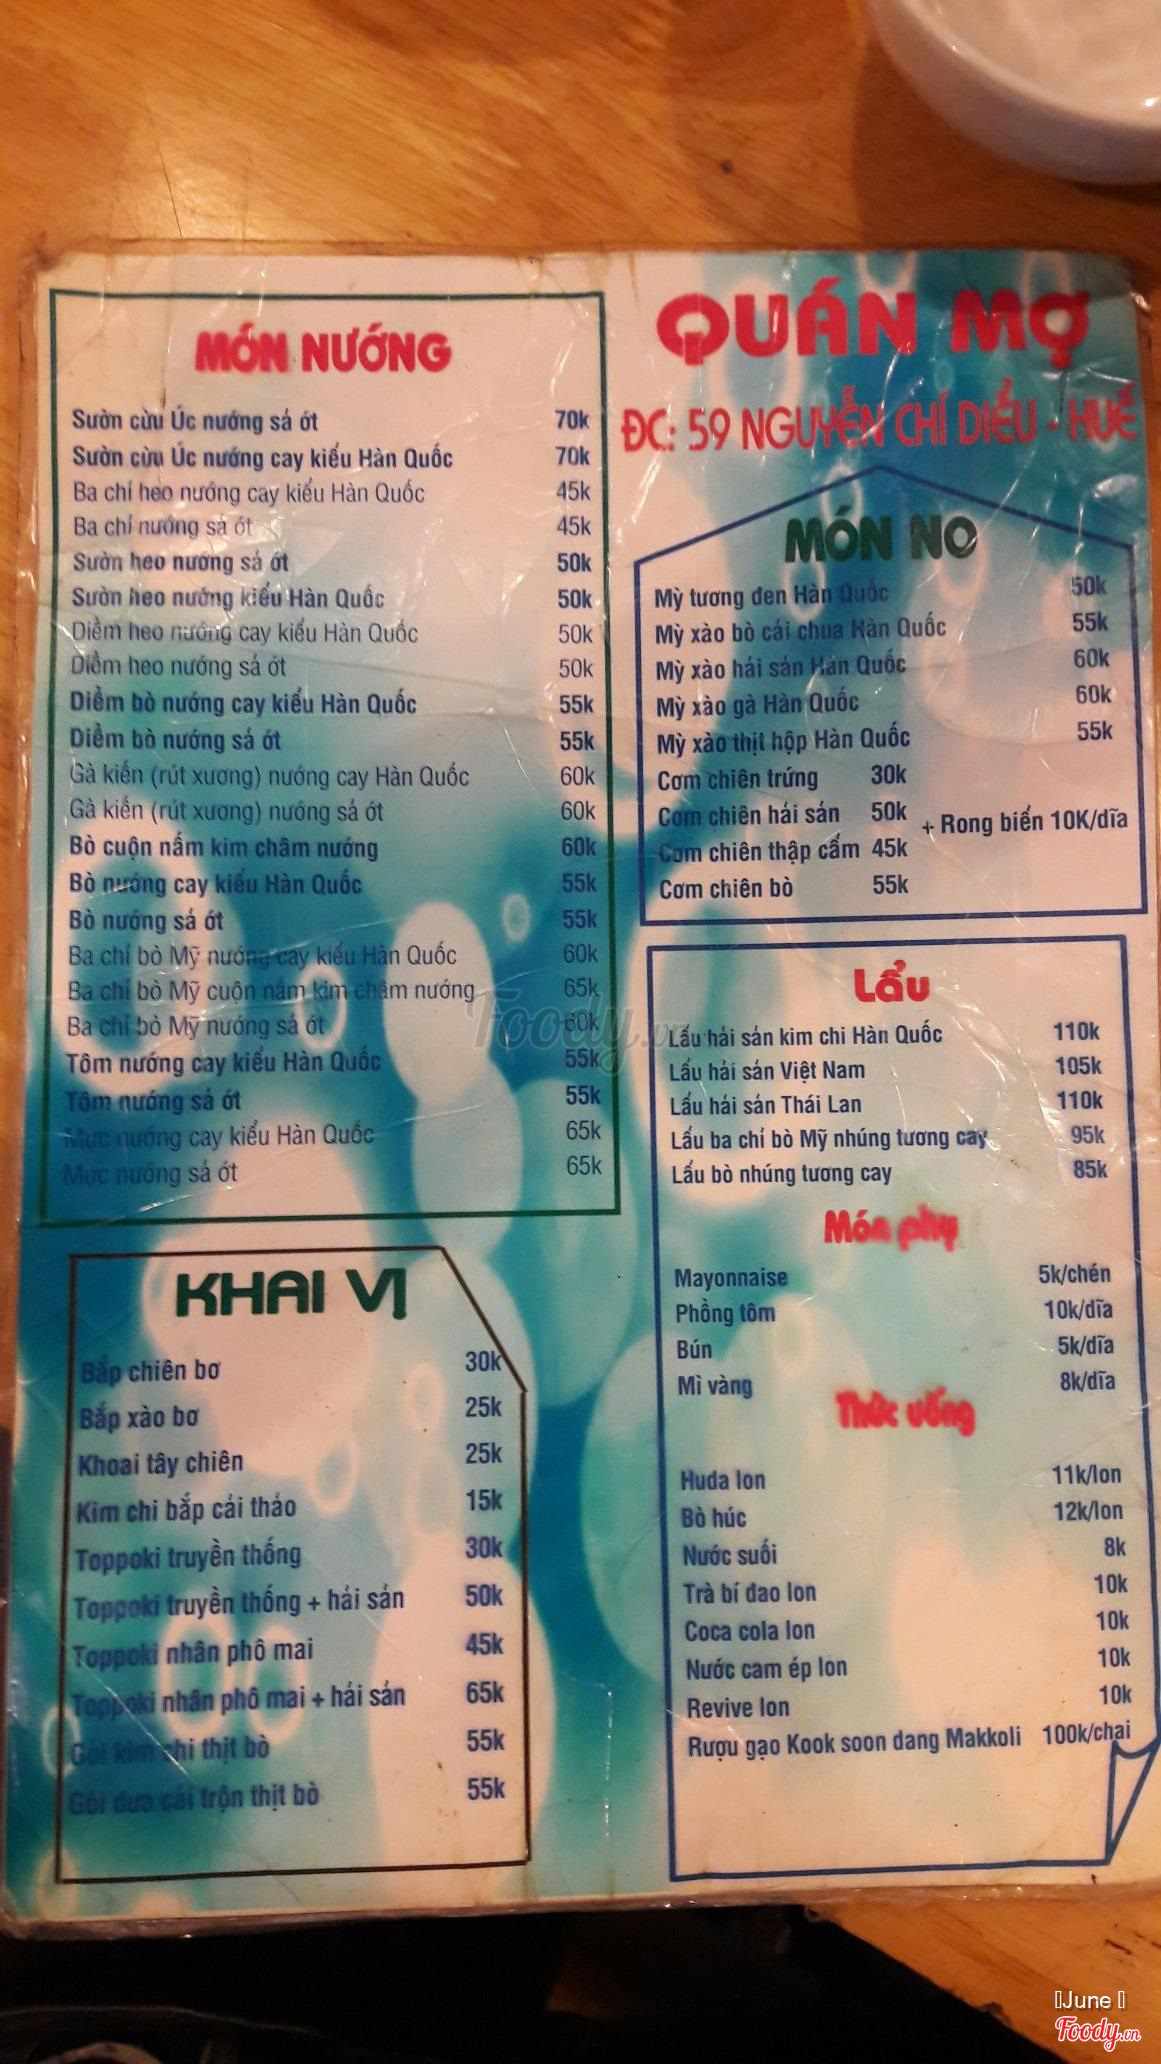 MÓN NƯỚNG
Sườn cừu Úc nướng sả ớt 70k
Sườn cừu Úc nướng cay kiểu Hàn Quốc 70k
Ba chỉ heo nướng cay kiểu Hàn Quốc 45k
Ba chỉ nướng sả ớt 45k
Sườn heo nướng sả ớt 50k
Sườn heo nướng kiểu Hàn Quốc 50k
Diềm heo nướng cay kiểu Hàn Quốc 50k
Diềm heo nướng sả ớt 50k
Diềm bò nướng cay kiểu Hàn Quốc 55k
Diềm bò nướng sả ớt 55k
Gà kiến (rút xương) nướng cay Hàn Quốc 60k
Gà kiến (rút xương) nướng sả ớt 60k
Bò cuộn nấm kim châm nướng 60k
Bò nướng cay kiểu Hàn Quốc 55k
Bò nướng sả ớt 55k
Ba chỉ bò Mỹ nướng cay kiểu Hàn Quốc 60k
Ba chỉ bò Mỹ cuộn nấm kim châm nướng 65k
Ba chỉ bò Mỹ nướng sả ớt 60k
Tôm nướng cay kiểu Hàn Quốc 55k
Tôm nướng sả ớt 55k
Mực nướng cay kiểu Hàn Quốc 65k
Mực nướng sả ớt 65k
KHAI VỊ
Bắp chiên bơ 30k
Bắp xào bơ 25k
Khoai tây chiên 25k
Kim chi bắp cải thảo 15k
Toppoki truyền thống 30k
Toppoki truyền thống + hải sản 50k
Toppoki nhân phô mai 45k
Toppoki nhân phô mai + hải sản 65k
Gỏi kim chi thịt bò 55k
Gỏi dưa cải trộn thịt bò 55k
QUÁN MỢ
ĐC: 59 NGUYỄN CHÍ DIỂU - HUẾ
MÓN NO
Mỳ tương đen Hàn Quốc 50k
Mỳ xào bò cải chua Hàn Quốc 55k
Mỳ xào hải sản Hàn Quốc 60k
Mỳ xào gà Hàn Quốc 60k
Mỳ xào thịt hộp Hàn Quốc 55k
Cơm chiên trứng 30k
Cơm chiên hải sản 50k
+ Rong biển 10K/dĩa
Cơm chiên thập cẩm 45k
Cơm chiên bò 55k
Lẩu
Lẩu hải sản kim chi Hàn Quốc 110k
Lẩu hải sản Việt Nam 105k
Lẩu hải sản Thái Lan 110k
Lẩu ba chỉ bò Mỹ nhúng tương cay 95k
Lẩu bò nhúng tương cay 85k
Món phụ
Mayonnaise 5k/chén
Phồng tôm 10k/dĩa
Bún 5k/dĩa
Mì vàng 8k/dĩa
Thức uống
Huda lon 11k/lon
Bò húc 12k/lon
Nước suối 8k
Trà bí đao lon 10k
Coca cola lon 10k
Nước cam ép lon 10k
Revive lon 10k
Rượu gạo Kook soon dang Makkoli 100k/chai
Foody.vn
June
Foody.vn